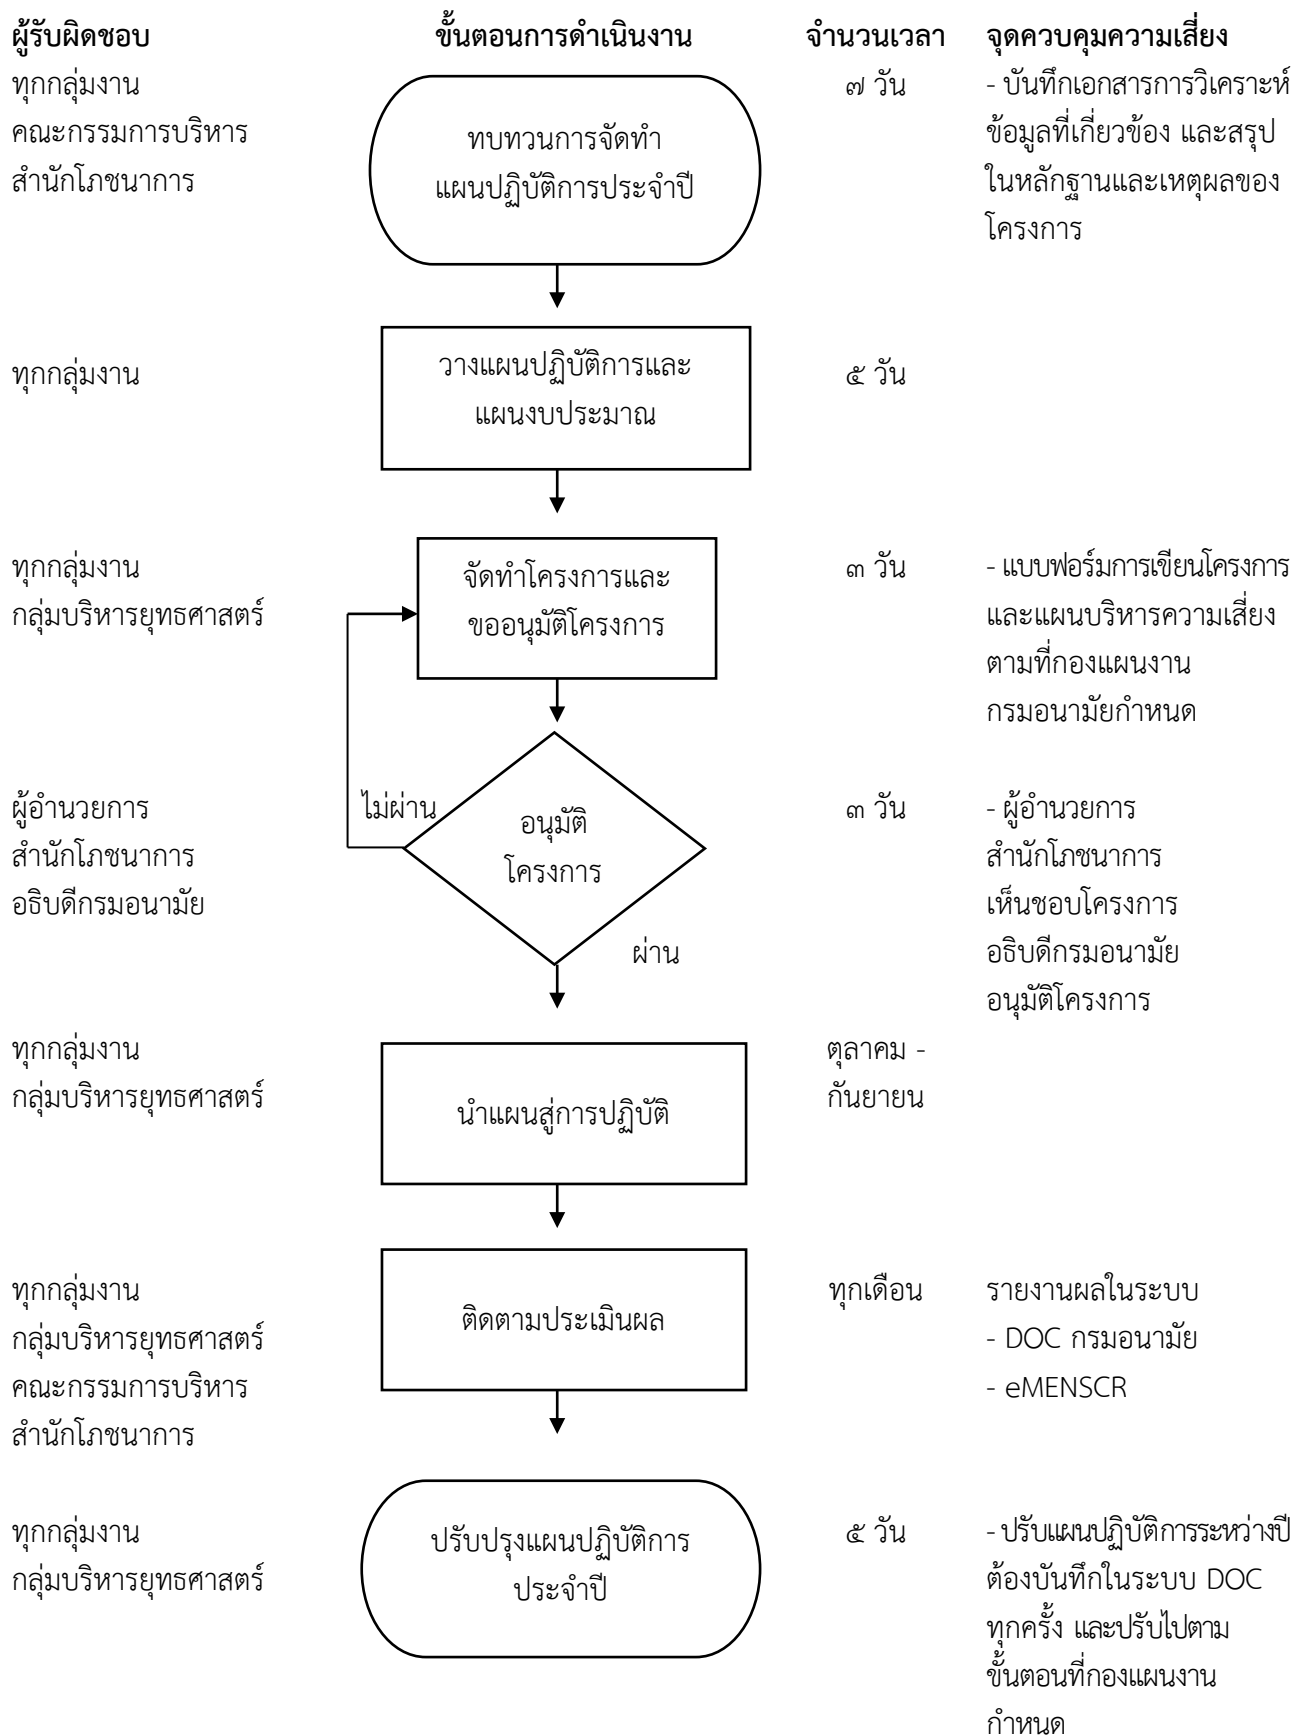 ผู้รับผิดชอบ ขั้นตอนการดำเนินงาน จำนวนเวลา จุดควบคุมความเสี่ยง
ทุกกลุ่มงาน
คณะกรรมการบริหาร
สำนักโภชนาการ
ทบทวนการจัดทำ
แผนปฏิบัติการประจำปี
๗ วัน
- บันทึกเอกสารการวิเคราะห์
ข้อมูลที่เกี่ยวข้อง และสรุป
ในหลักฐานและเหตุผลของ
โครงการ
ทุกกลุ่มงาน
วางแผนปฏิบัติการและ
แผนงบประมาณ
๕ วัน
ทุกกลุ่มงาน
กลุ่มบริหารยุทธศาสตร์
จัดทำโครงการและ
ขออนุมัติโครงการ
๓ วัน
- แบบฟอร์มการเขียนโครงการ
และแผนบริหารความเสี่ยง
ตามที่กองแผนงาน
กรมอนามัยกำหนด
ผู้อำนวยการ
สำนักโภชนาการ
อธิบดีกรมอนามัย
ไม่ผ่าน
อนุมัติ
โครงการ
ผ่าน
๓ วัน
- ผู้อำนวยการ
สำนักโภชนาการ
เห็นชอบโครงการ
อธิบดีกรมอนามัย
อนุมัติโครงการ
ทุกกลุ่มงาน
กลุ่มบริหารยุทธศาสตร์
นำแผนสู่การปฏิบัติ
ตุลาคม -
กันยายน
ทุกกลุ่มงาน
กลุ่มบริหารยุทธศาสตร์
คณะกรรมการบริหาร
สำนักโภชนาการ
ติดตามประเมินผล
ทุกเดือน
รายงานผลในระบบ
- DOC กรมอนามัย
- eMENSCR
ทุกกลุ่มงาน
กลุ่มบริหารยุทธศาสตร์
ปรับปรุงแผนปฏิบัติการ
ประจำปี
๕ วัน
- ปรับแผนปฏิบัติการระหว่างปี
ต้องบันทึกในระบบ DOC
ทุกครั้ง และปรับไปตาม
ขั้นตอนที่กองแผนงาน
กำหนด